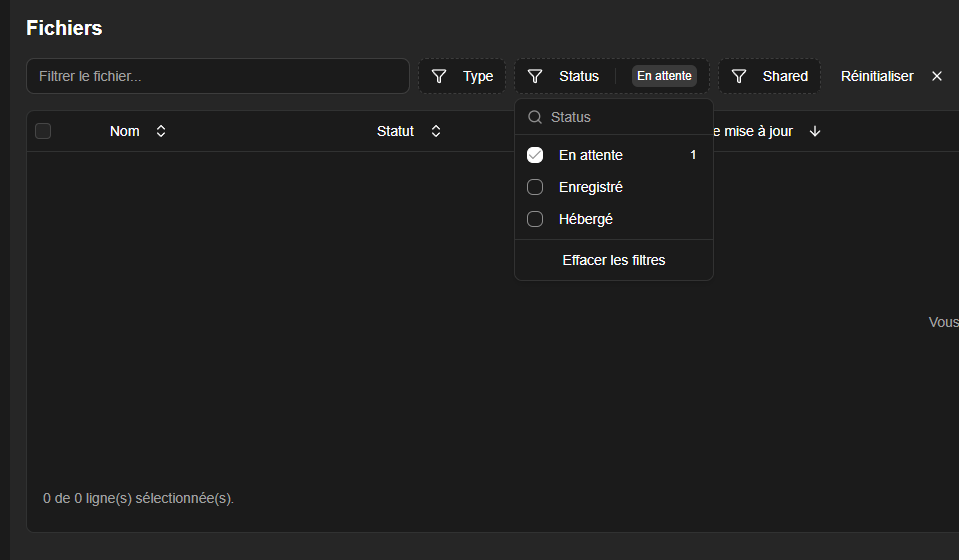 Fichiers
Filtrer le fichier...
Type
Status
En attente
Shared
Réinitialiser
Nom
Statut
e mise à jour
Status
En attente 1
Enregistré
Hébergé
Effacer les filtres
Vous
0 de 0 ligne(s) sélectionnée(s).